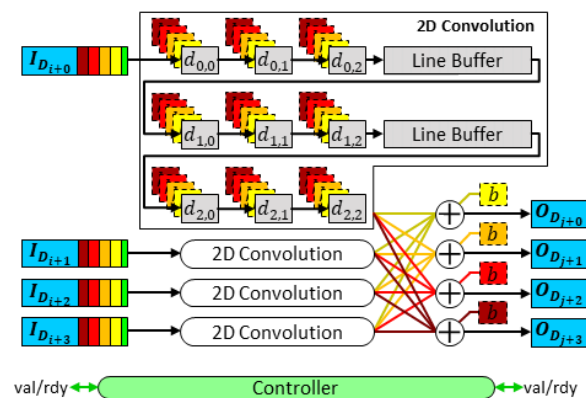 2D Convolution
I_{D_{i+0}} d_{0,0} d_{0,1} d_{0,2} Line Buffer
d_{1,0} d_{1,1} d_{1,2} Line Buffer
d_{2,0} d_{2,1} d_{2,2} + b O_{D_{j+0}}
I_{D_{i+1}} 2D Convolution + b O_{D_{j+1}}
I_{D_{i+2}} 2D Convolution + b O_{D_{j+2}}
I_{D_{i+3}} 2D Convolution + b O_{D_{j+3}}
val/rdy Controller val/rdy